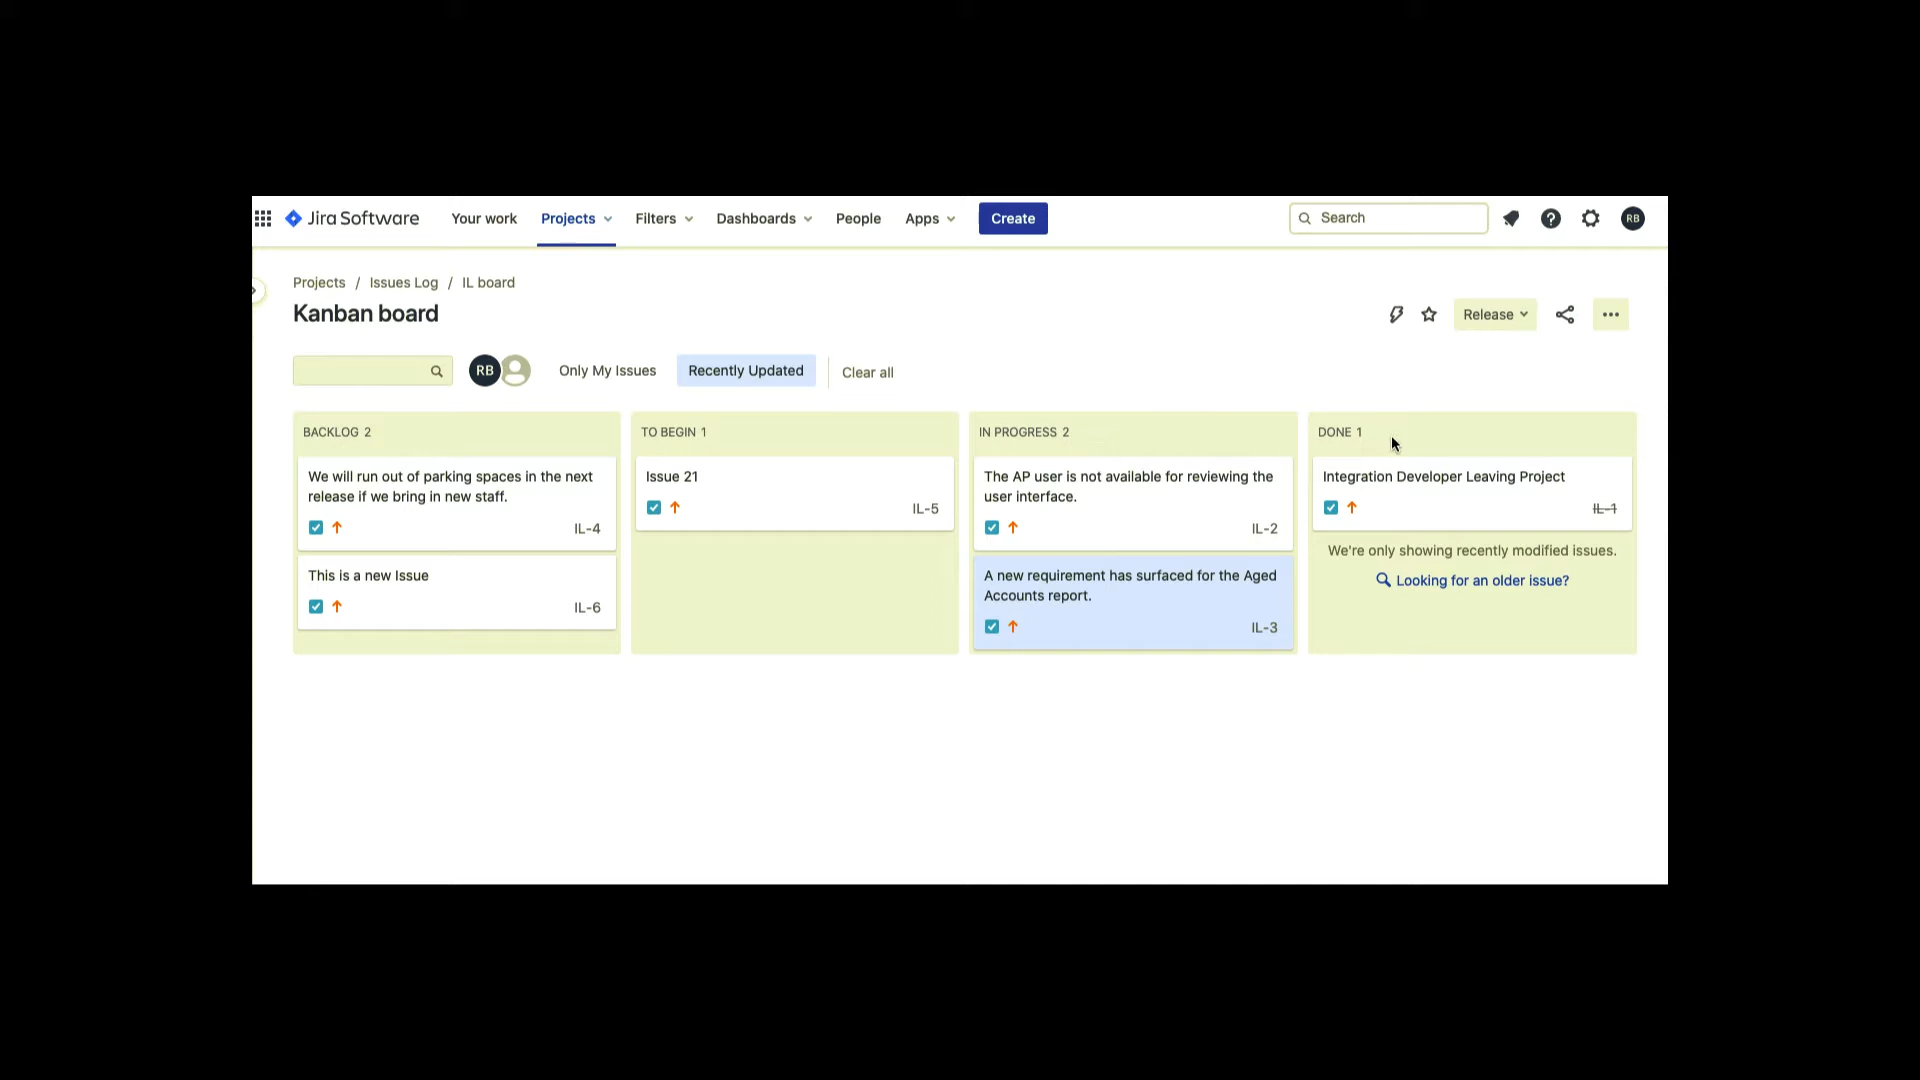 Jira Software Your work Projects Filters Dashboards People Apps Create Search RB
Projects / Issues Log / IL board
Kanban board
Release
RB Only My Issues Recently Updated Clear all
BACKLOG 2
We will run out of parking spaces in the next
release if we bring in new staff.
IL-4
This is a new Issue
IL-6
TO BEGIN 1
Issue 21
IL-5
IN PROGRESS 2
The AP user is not available for reviewing the
user interface.
IL-2
A new requirement has surfaced for the Aged
Accounts report.
IL-3
DONE 1
Integration Developer Leaving Project
IL-1
We're only showing recently modified issues.
Looking for an older issue?